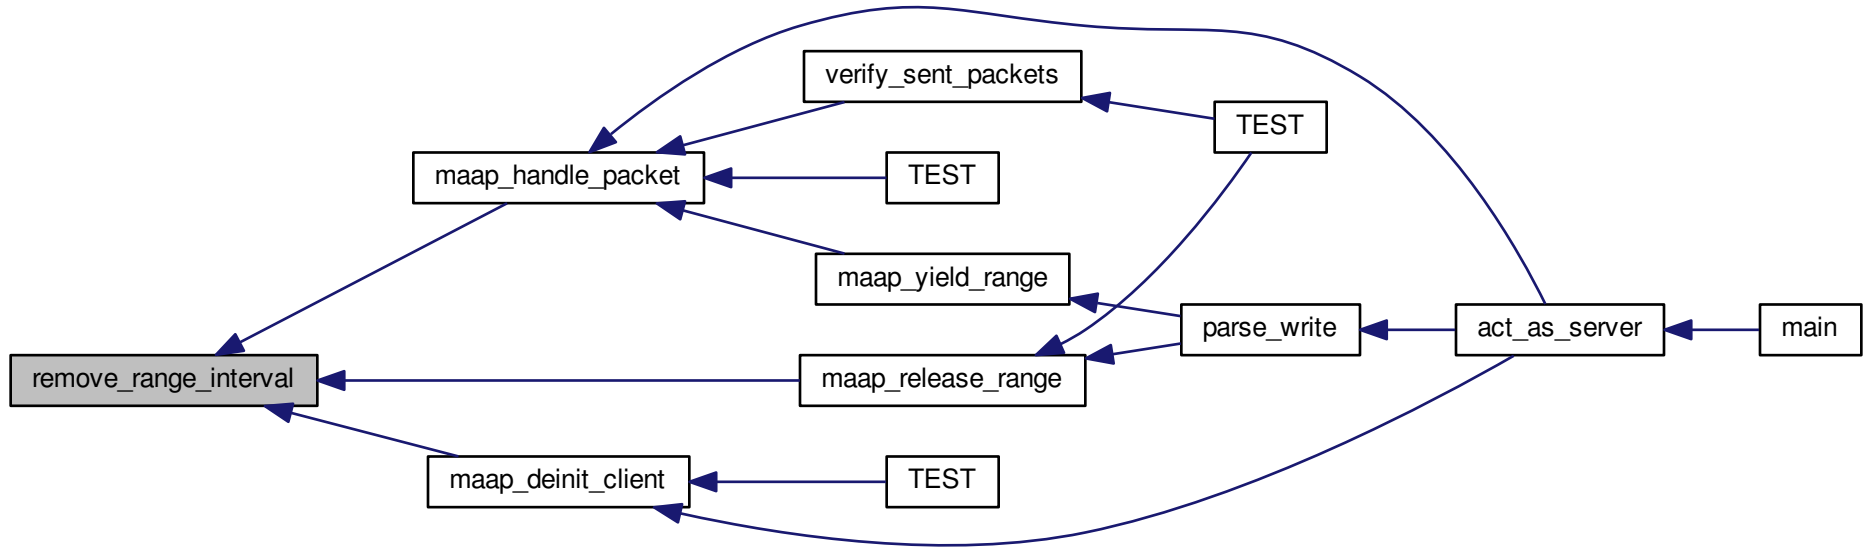 verify_sent_packets
TEST
maap_handle_packet
TEST
maap_yield_range
parse_write
act_as_server
main
remove_range_interval
maap_release_range
maap_deinit_client
TEST